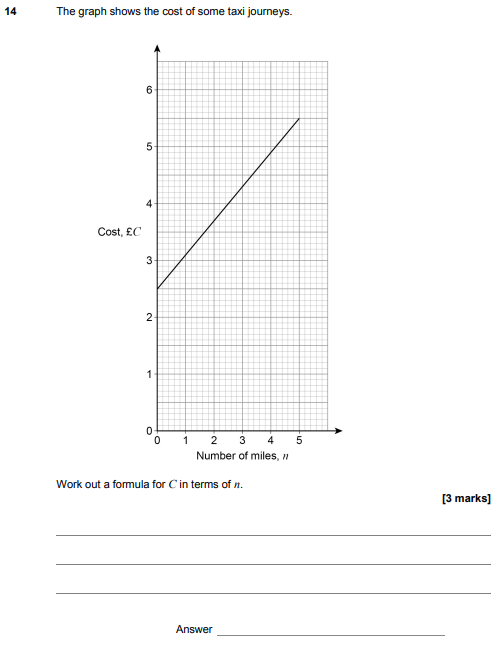 14 The graph shows the cost of some taxi journeys.
6
5
4
Cost, £C
3
2
1
0
0 1 2 3 4 5
Number of miles, n
Work out a formula for C in terms of n.
[3 marks]
Answer